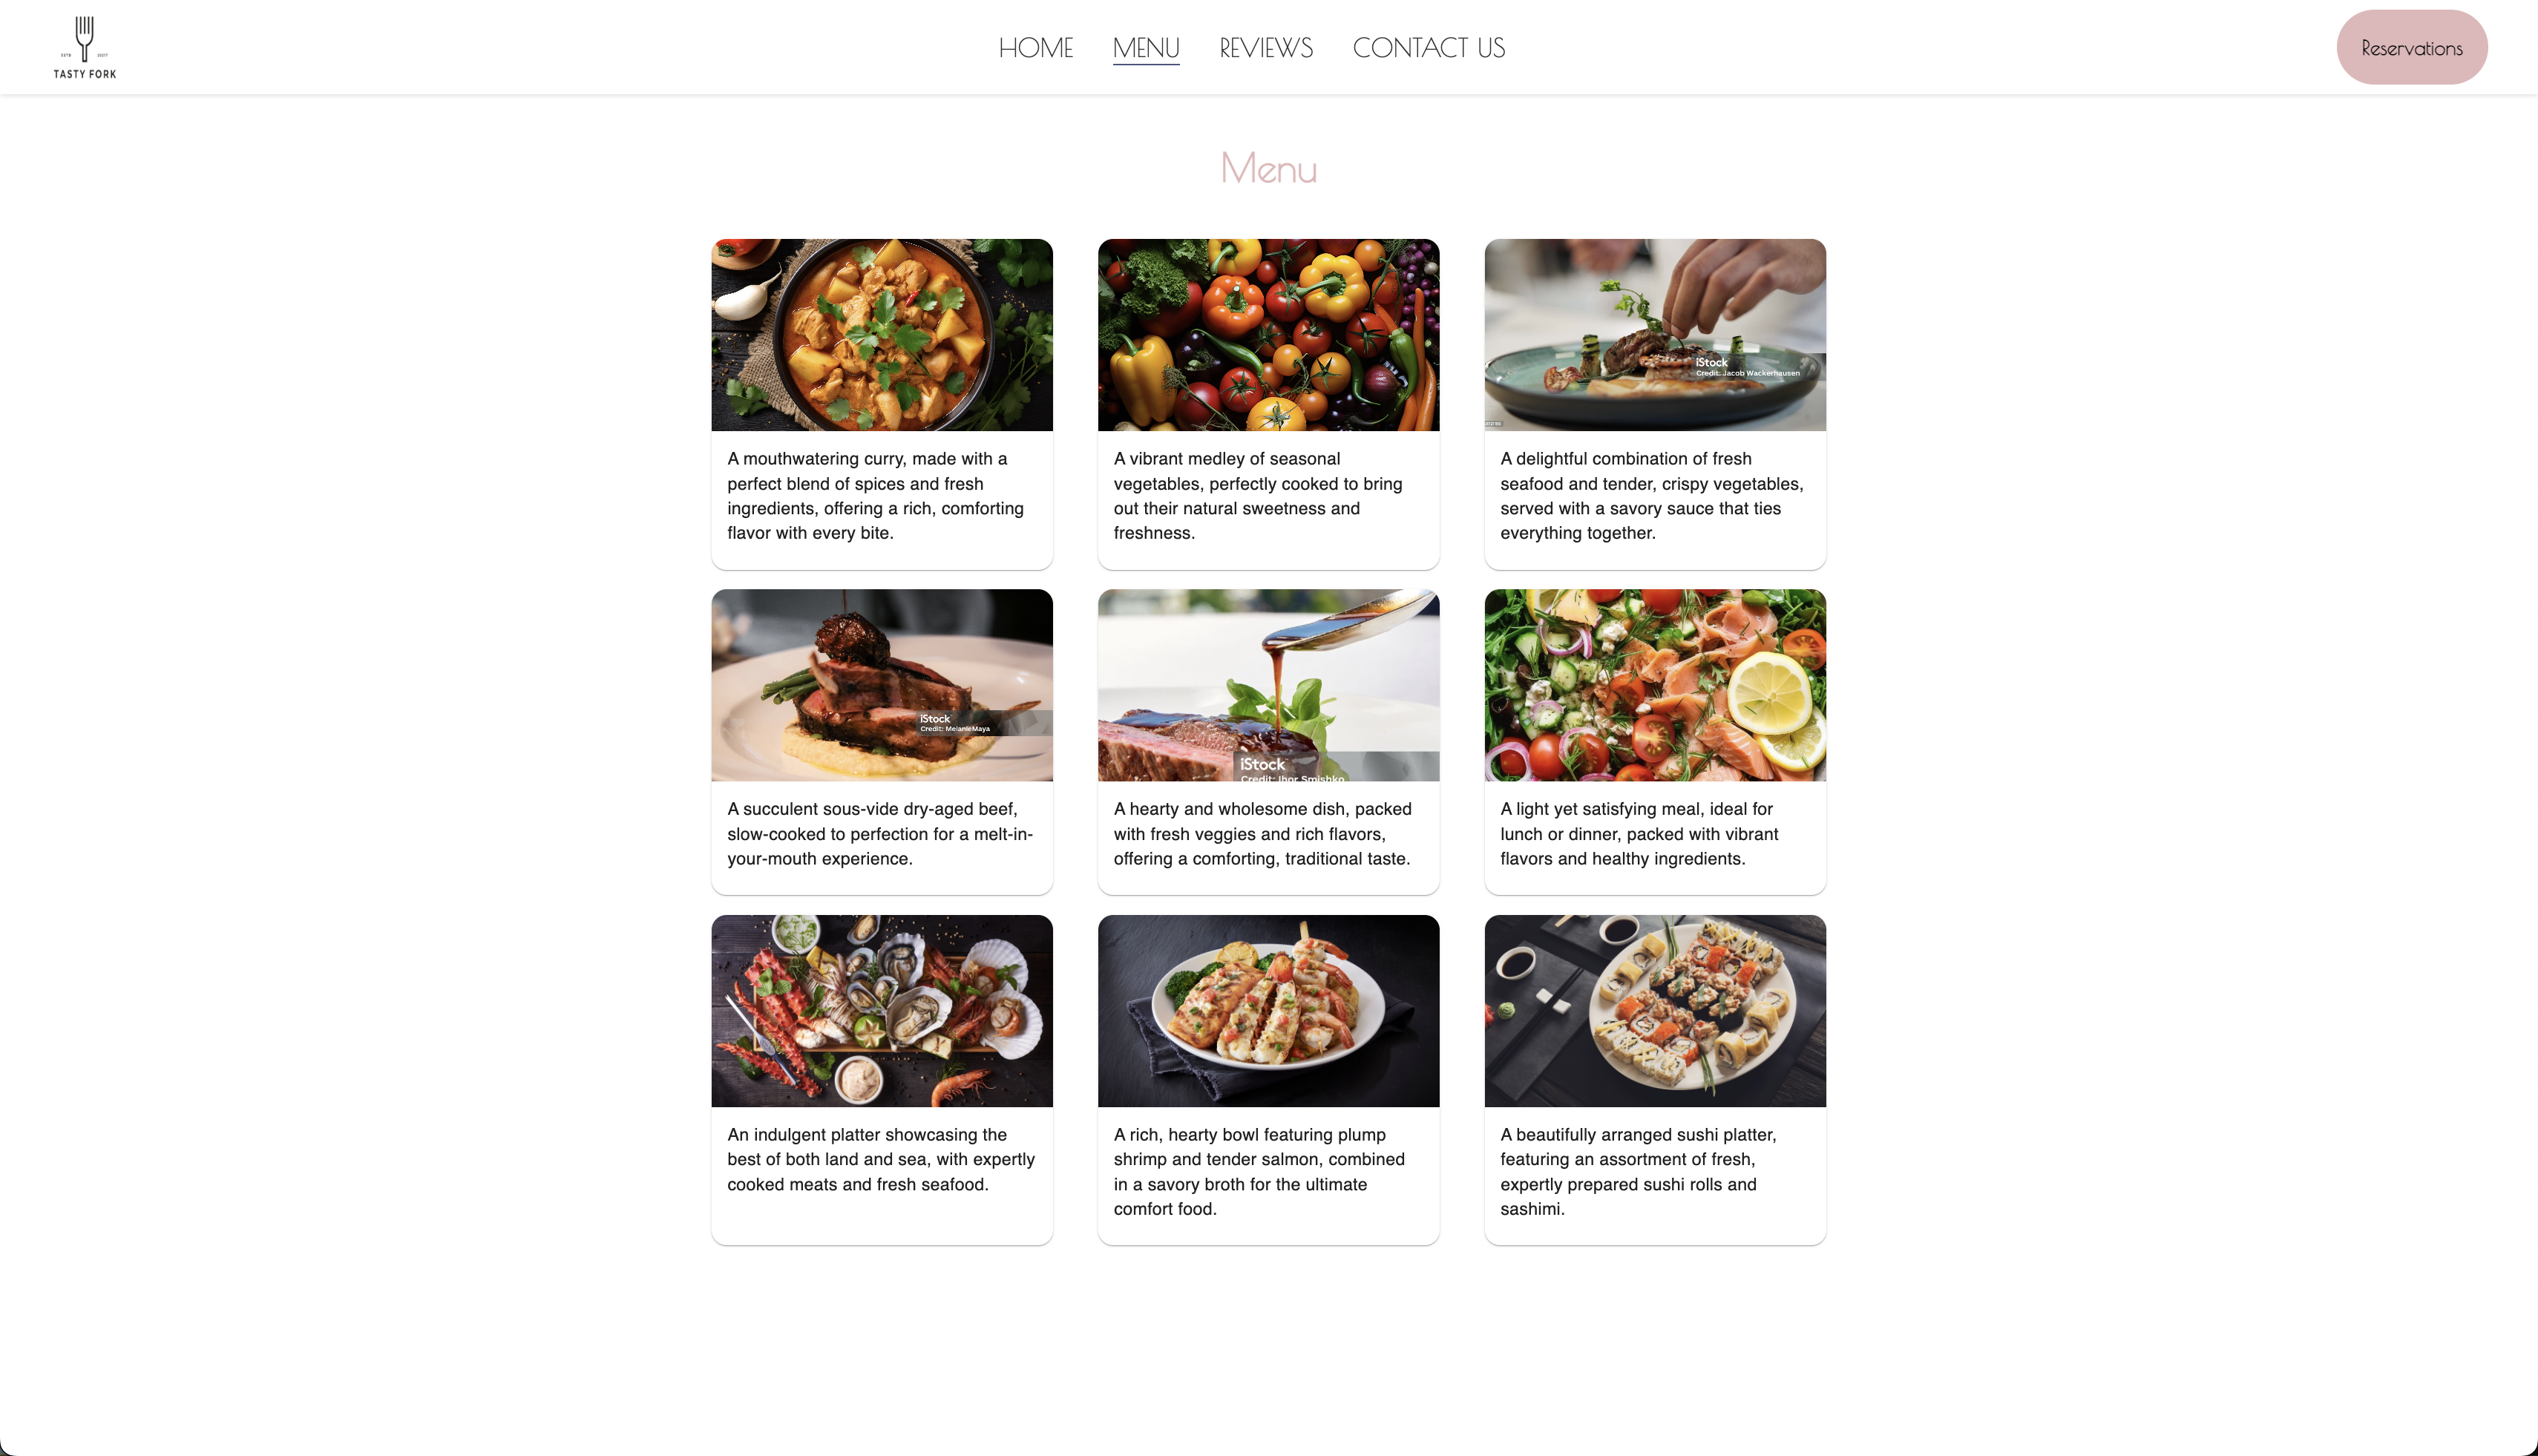 TASTY FORK
HOME
MENU
REVIEWS
CONTACT US
Reservations
Menu
iStock
Credit: Jacob Wackerhausen
A mouthwatering curry, made with a
perfect blend of spices and fresh
ingredients, offering a rich, comforting
flavor with every bite.
A vibrant medley of seasonal
vegetables, perfectly cooked to bring
out their natural sweetness and
freshness.
A delightful combination of fresh
seafood and tender, crispy vegetables,
served with a savory sauce that ties
everything together.
iStock
Credit: MelanieMaya
iStock
Credit: Ihor Smishko
A succulent sous-vide dry-aged beef,
slow-cooked to perfection for a melt-in-
your-mouth experience.
A hearty and wholesome dish, packed
with fresh veggies and rich flavors,
offering a comforting, traditional taste.
A light yet satisfying meal, ideal for
lunch or dinner, packed with vibrant
flavors and healthy ingredients.
An indulgent platter showcasing the
best of both land and sea, with expertly
cooked meats and fresh seafood.
A rich, hearty bowl featuring plump
shrimp and tender salmon, combined
in a savory broth for the ultimate
comfort food.
A beautifully arranged sushi platter,
featuring an assortment of fresh,
expertly prepared sushi rolls and
sashimi.